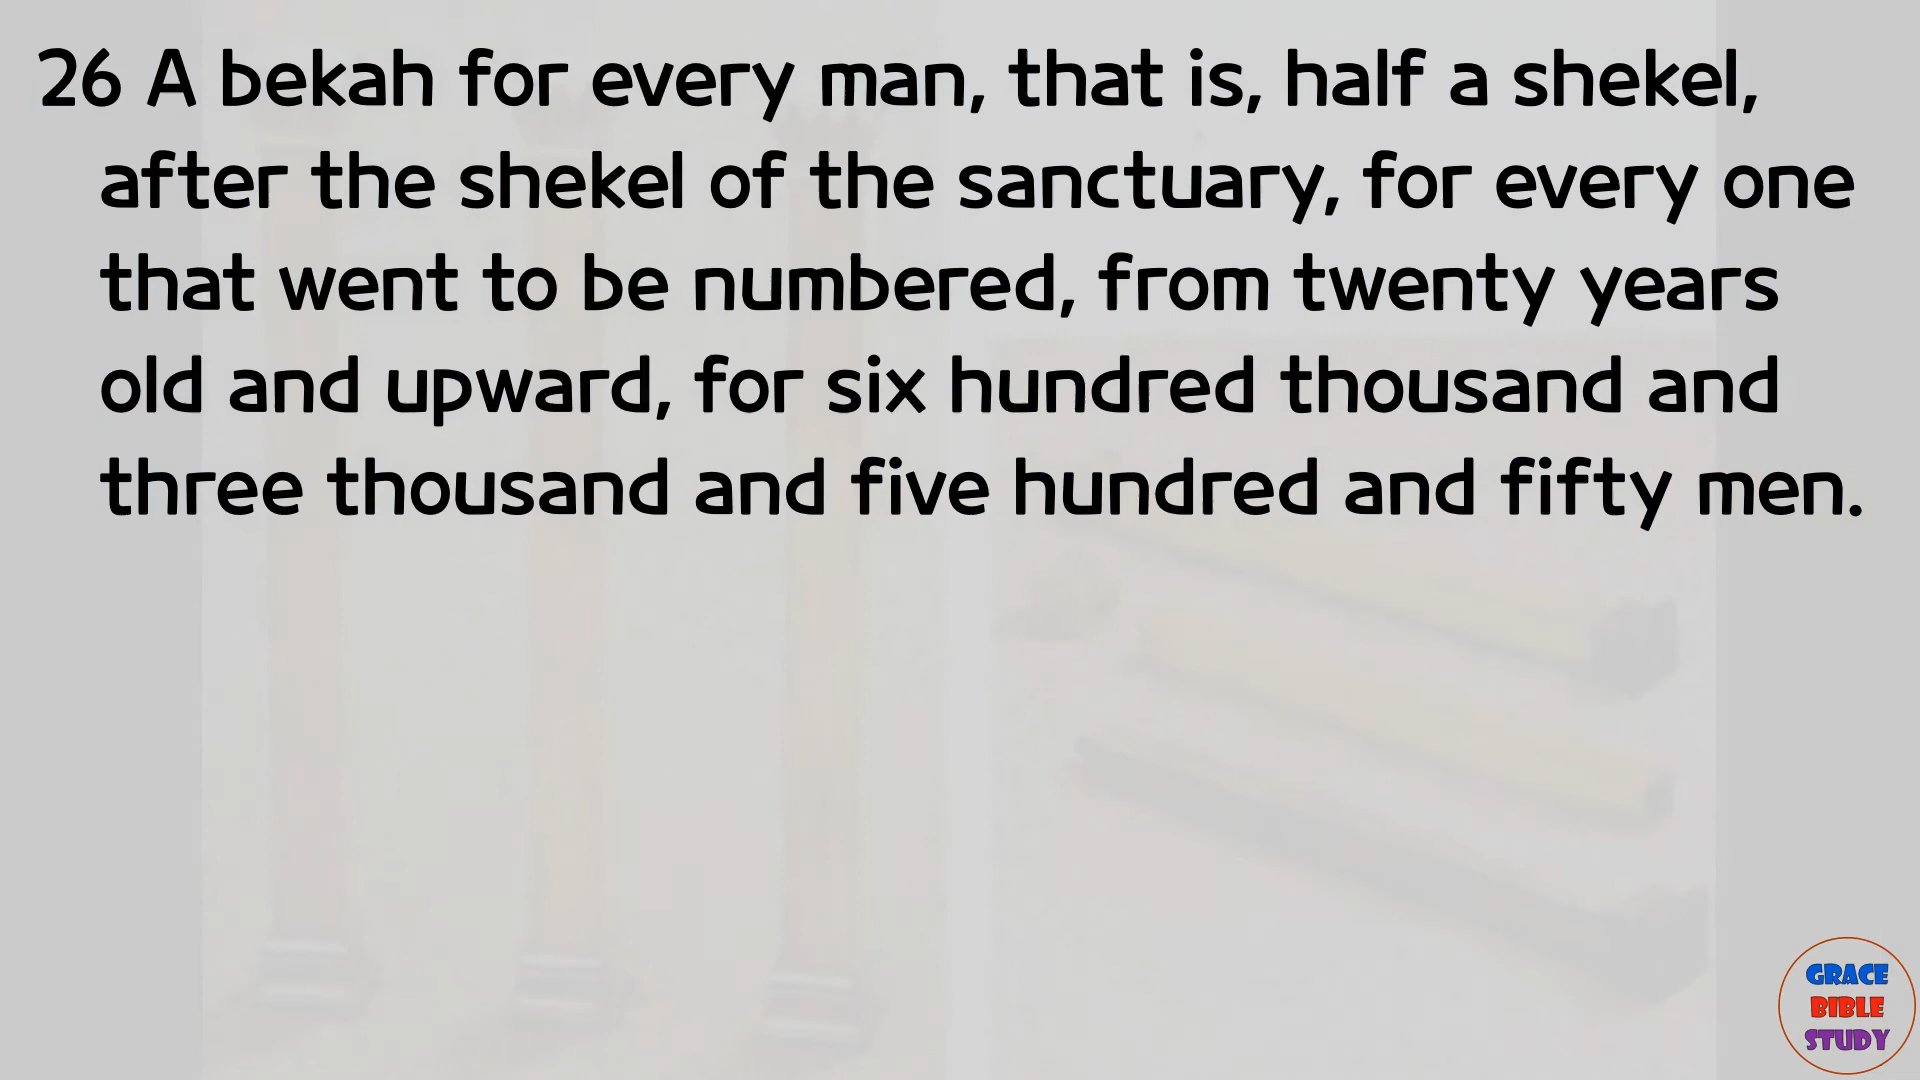 26 A bekah for every man, that is, half a shekel,
after the shekel of the sanctuary, for every one
that went to be numbered, from twenty years
old and upward, for six hundred thousand and
three thousand and five hundred and fifty men.
GRACE
BIBLE
STUDY